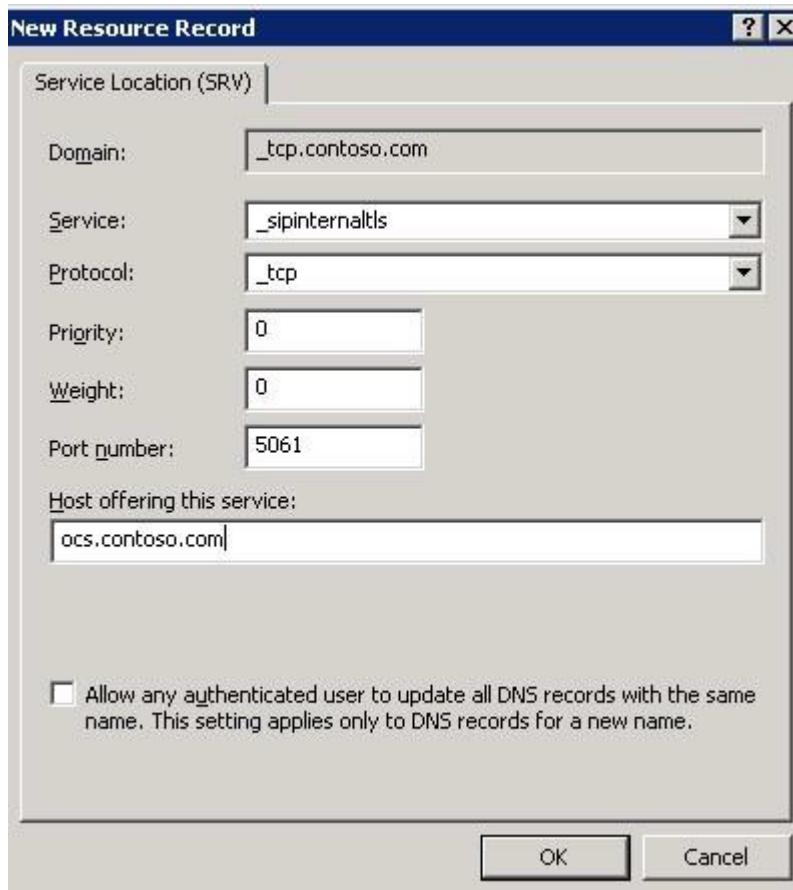 New Resource Record
Service Location (SRV)
Domain: _tcp.contoso.com
Service: _sipinternaltls
Protocol: _tcp
Priority: 0
Weight: 0
Port number: 5061
Host offering this service:
ocs.contoso.com
Allow any authenticated user to update all DNS records with the same
name. This setting applies only to DNS records for a new name.
OK Cancel